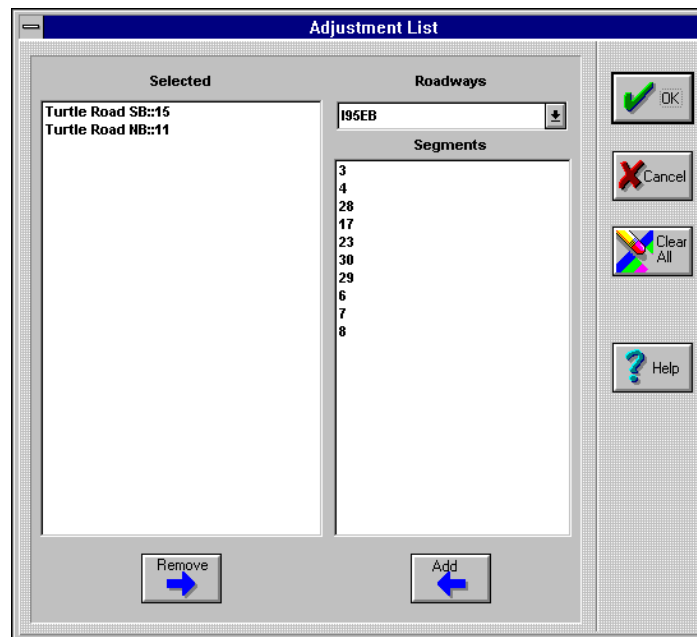 Adjustment List
Selected
Turtle Road SB::15
Turtle Road NB::11
Remove
Roadways
I95EB
Segments
3
4
28
17
23
30
29
6
7
8
Add
OK
Cancel
Clear
All
Help